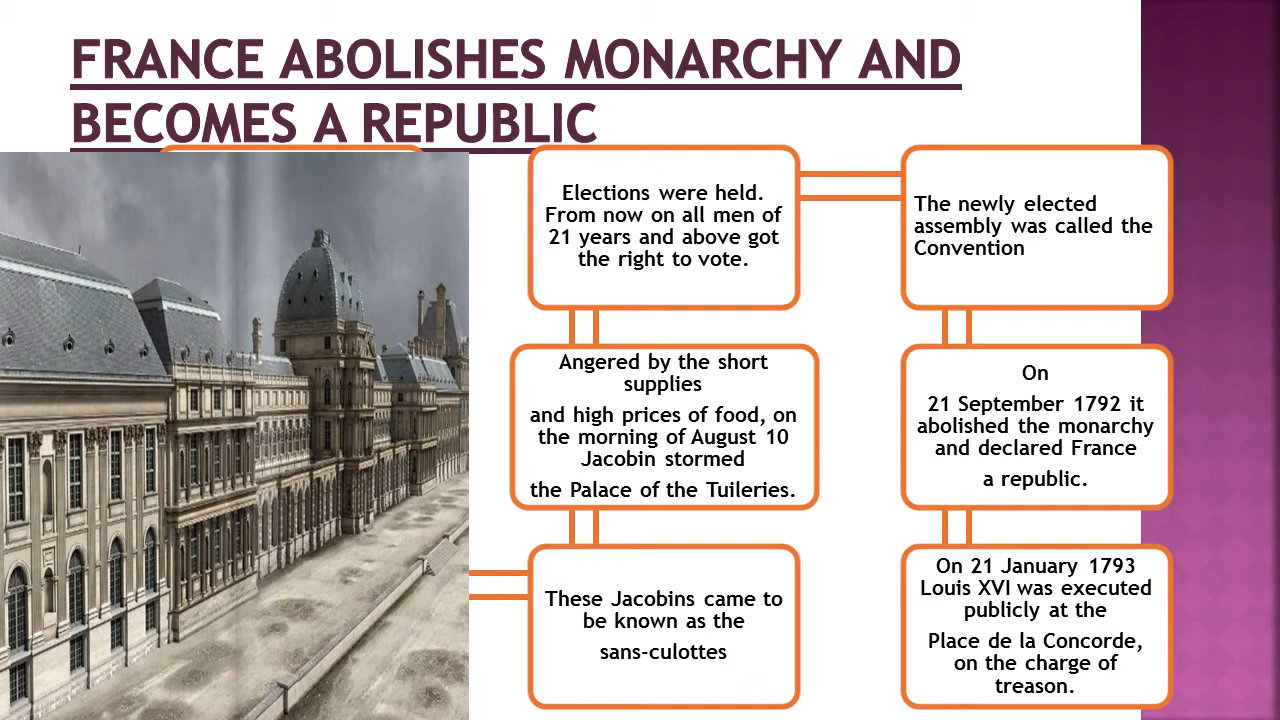 FRANCE ABOLISHES MONARCHY AND
BECOMES A REPUBLIC
These Jacobins came to
be known as the
sans-culottes
Angered by the short
supplies
and high prices of food, on
the morning of August 10
Jacobin stormed
the Palace of the Tuileries.
Elections were held.
From now on all men of
21 years and above got
the right to vote.
The newly elected
assembly was called the
Convention
On
21 September 1792 it
abolished the monarchy
and declared France
a republic.
On 21 January 1793
Louis XVI was executed
publicly at the
Place de la Concorde,
on the charge of
treason.